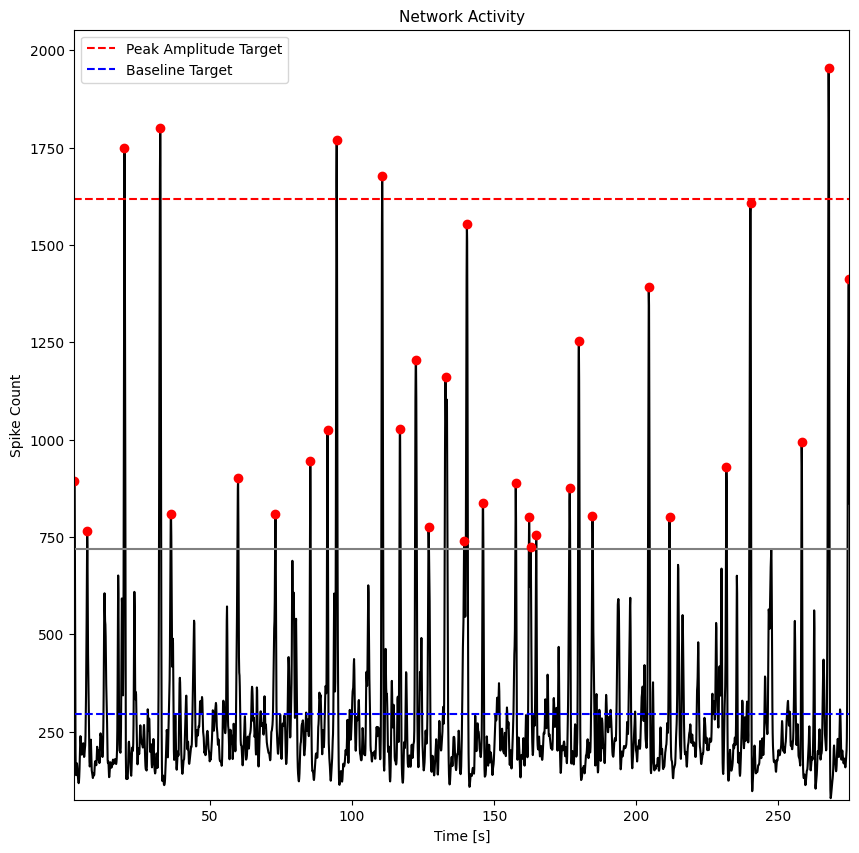 Network Activity
Peak Amplitude Target
Baseline Target
2000
1750
1500
1250
1000
750
500
250
Spike Count
50
100
150
200
250
Time [s]